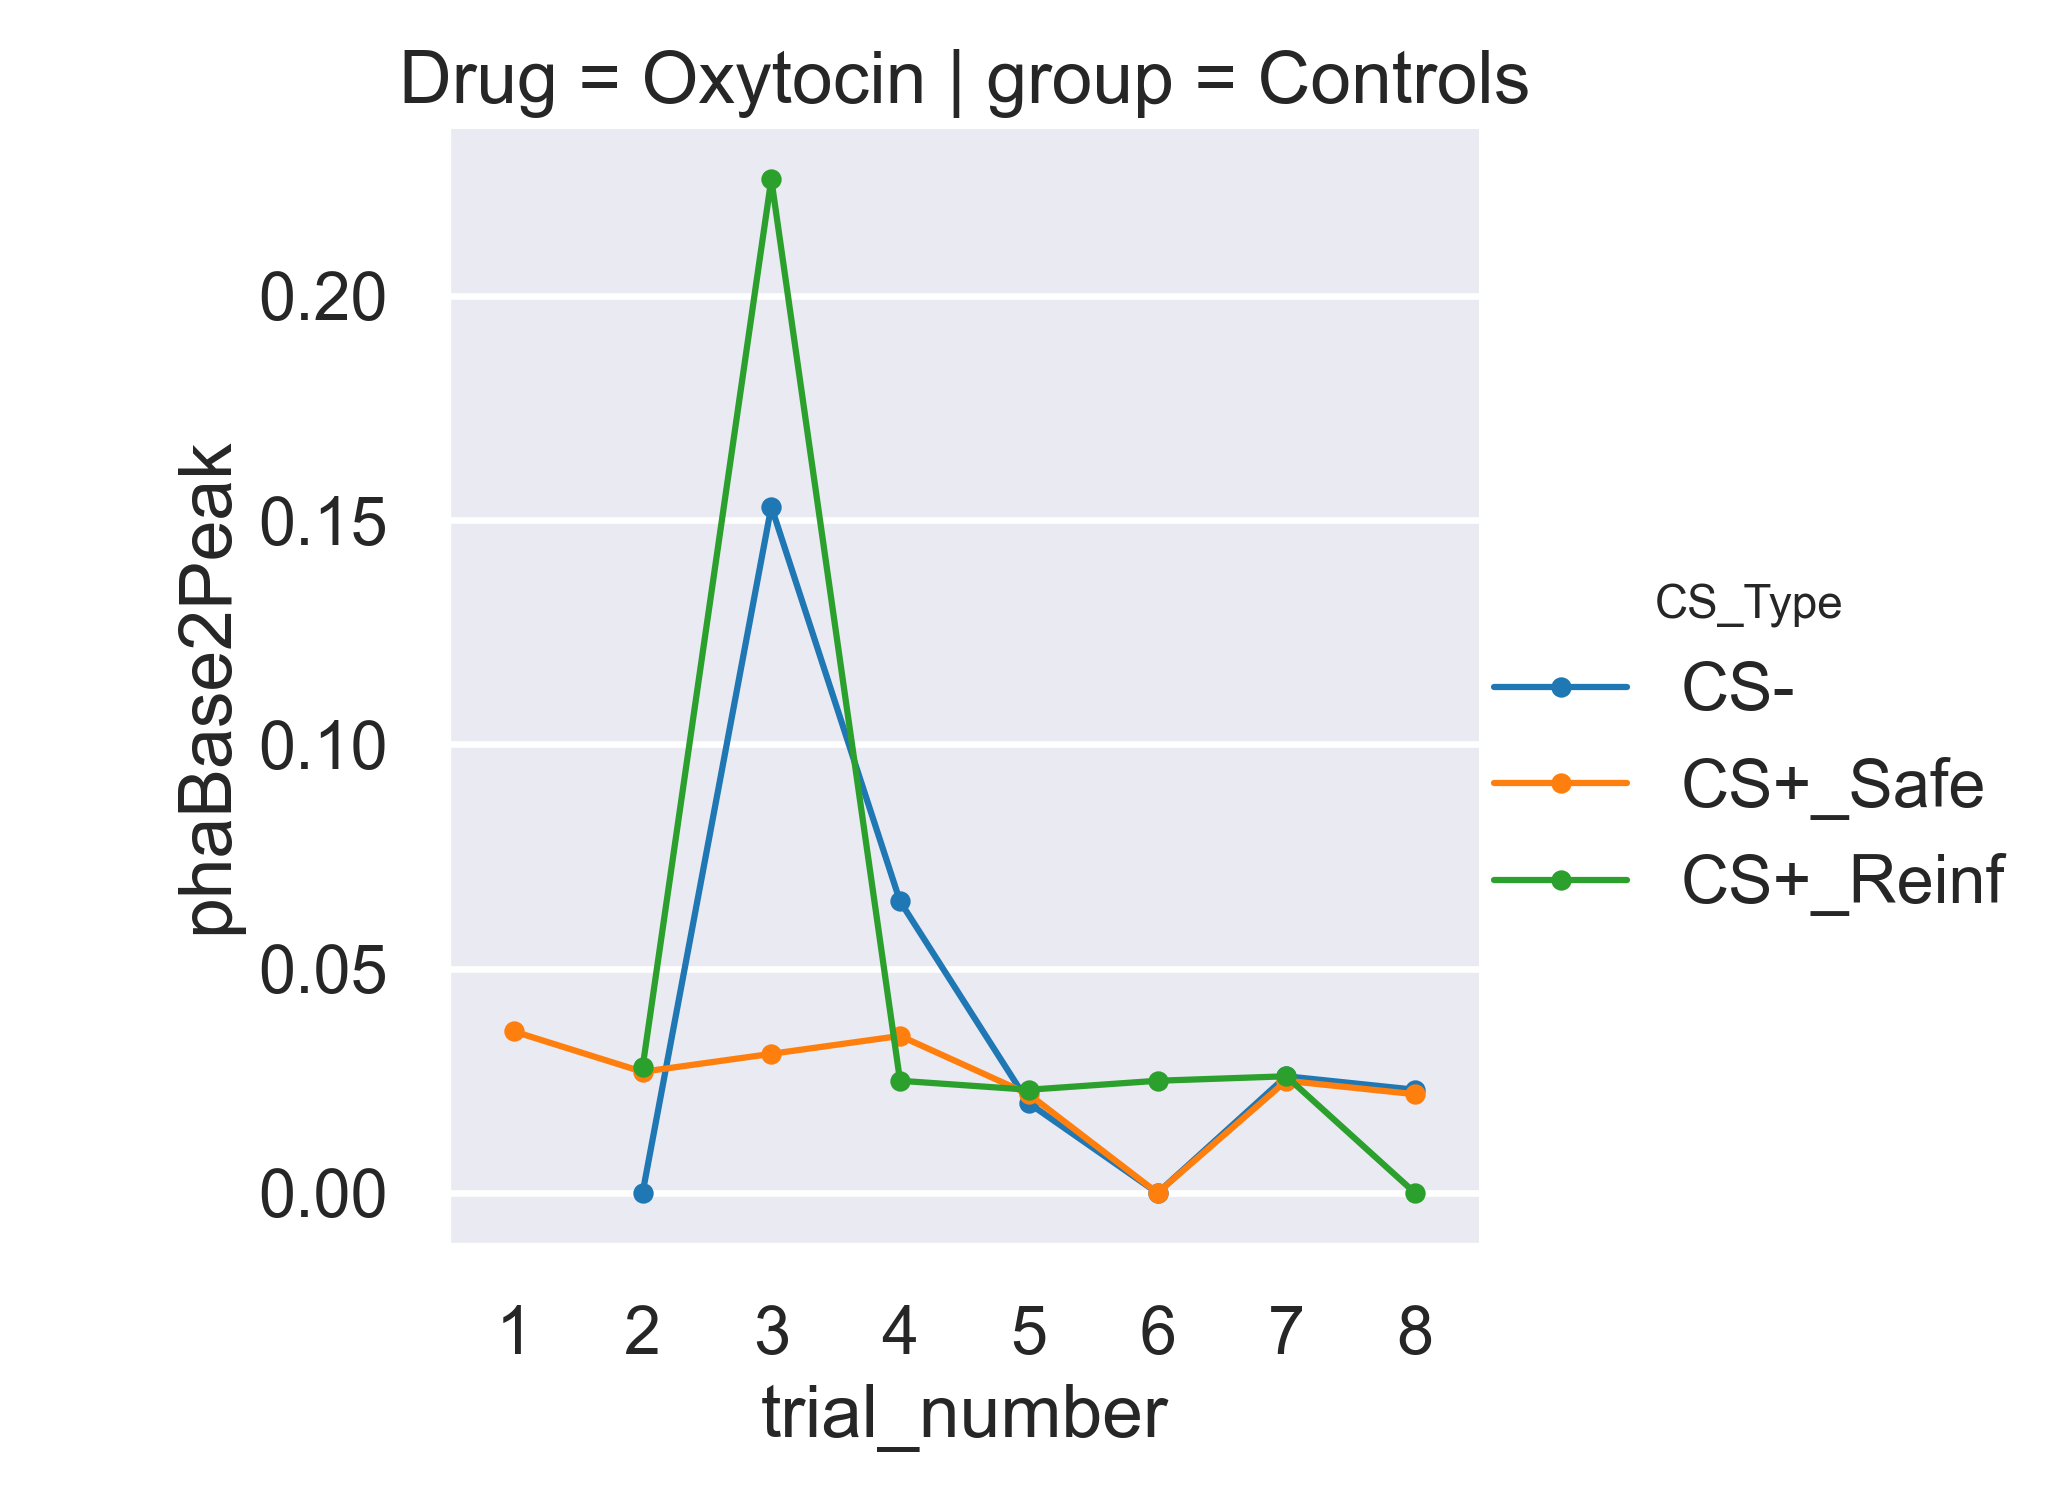 Drug = Oxytocin | group = Controls
phaBase2Peak
0.20
0.15
0.10
0.05
0.00
1 2 3 4 5 6 7 8
trial_number
CS_Type
CS-
CS+_Safe
CS+_Reinf